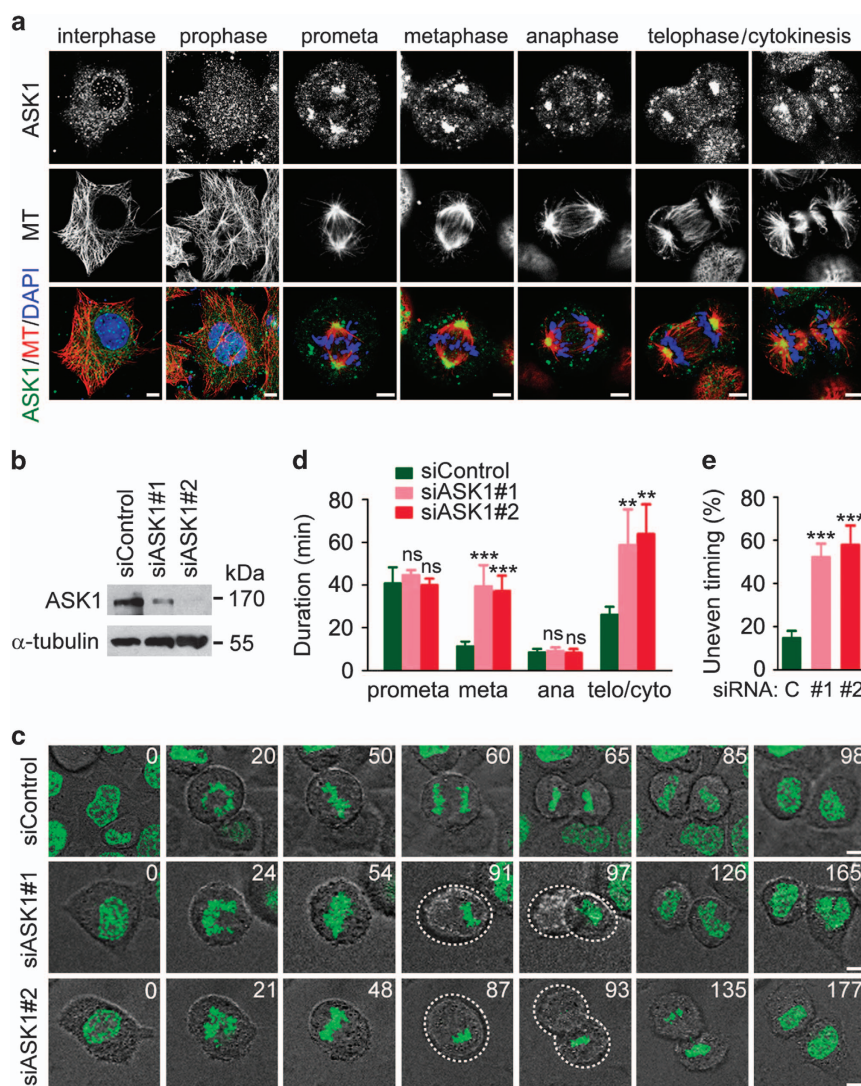 a
interphase prophase prometa metaphase anaphase telophase/cytokinesis
ASK1
MT
ASK1/MT/DAPI
b
siControl
siASK1#1
siASK1#2
kDa
ASK1
170
α-tubulin
55
d
siControl
siASK1#1
siASK1#2
Duration (min)
80
60
40
20
0
ns
ns
***
***
ns
ns
**
**
prometa meta ana telo/cyto
e
Uneven timing (%)
80
60
40
20
0
***
***
siRNA: C #1 #2
c
siControl
0 20 50 60 65 85 98
siASK1#1
0 24 54 91 97 126 165
siASK1#2
0 21 48 87 93 135 177